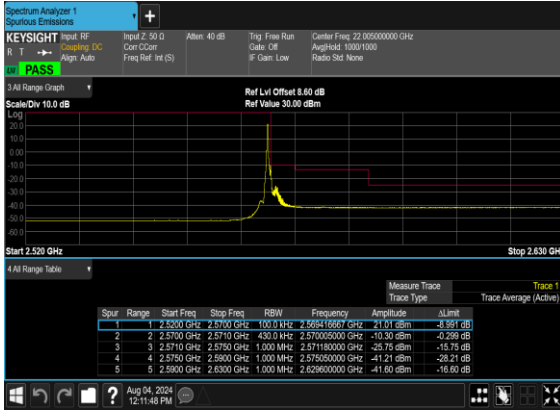 Spectrum Analyzer 1
Spurious Emissions
+
KEYSIGHT Input: RF Input Z: 50 Ω Atten: 40 dB Trig: Free Run Center Freq: 22.005000000 GHz
R T Coupling: DC Corr CCorr Gate: Off Avg|Hold: 1000/1000
Align: Auto Freq Ref: Int (S) IF Gain: Low Radio Std: None
PASS
3 All Range Graph
Ref Lvl Offset 8.60 dB
Scale/Div 10.0 dB Ref Value 30.00 dBm
Log
20.0
10.0
0.00
-10.0
-20.0
-30.0
-40.0
-50.0
-60.0
Start 2.520 GHz Stop 2.630 GH
4 All Range Table
Measure Trace Trace 1
Trace Type Trace Average (Active)
Spur Range Start Freq Stop Freq RBW Frequency Amplitude ΔLimit
1 1 2.5200 GHz 2.5700 GHz 100.0 kHz 2.569416667 GHz 21.01 dBm -8.991 dB
2 2 2.5700 GHz 2.5710 GHz 430.0 kHz 2.570005000 GHz -10.30 dBm -0.299 dB
3 3 2.5710 GHz 2.5750 GHz 1.000 MHz 2.571180000 GHz -25.75 dBm -15.75 dB
4 4 2.5750 GHz 2.5900 GHz 1.000 MHz 2.575050000 GHz -41.21 dBm -28.21 dB
5 5 2.5900 GHz 2.6300 GHz 1.000 MHz 2.629600000 GHz -41.60 dBm -16.60 dB
?
Aug 04, 2024
12:11:48 PM